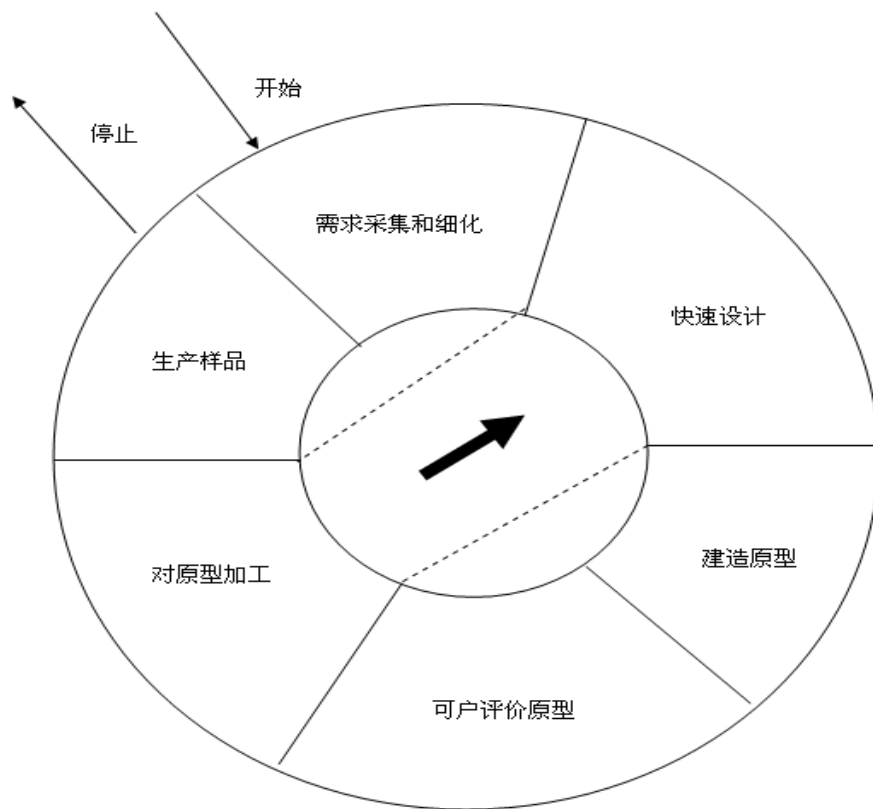 开始
停止
需求采集和细化
快速设计
生产样品
建造原型
对原型加工
可户评价原型